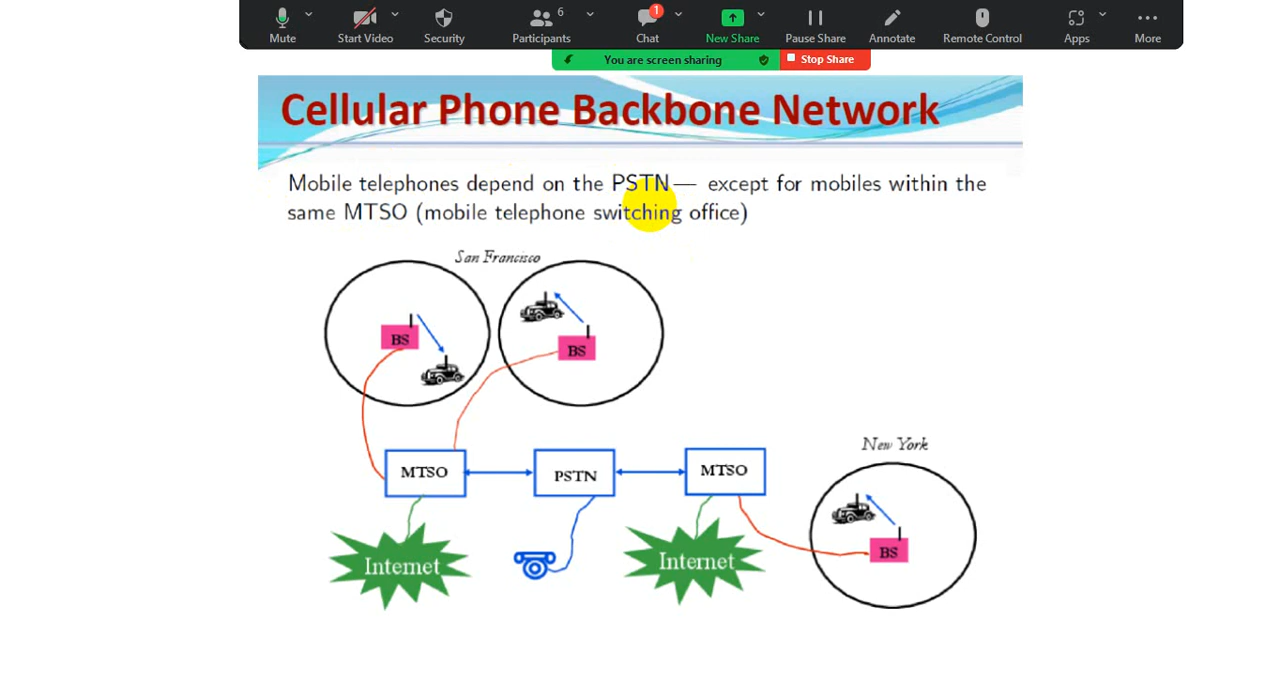 6
1
Mute
Start Video
Security
Participants
Chat
New Share
Pause Share
Annotate
Remote Control
Apps
More
You are screen sharing
Stop Share
Cellular Phone Backbone Network
Mobile telephones depend on the PSTN— except for mobiles within the
same MTSO (mobile telephone switching office)
San Francisco
BS
BS
New York
MTSO
PSTN
MTSO
BS
Internet
Internet